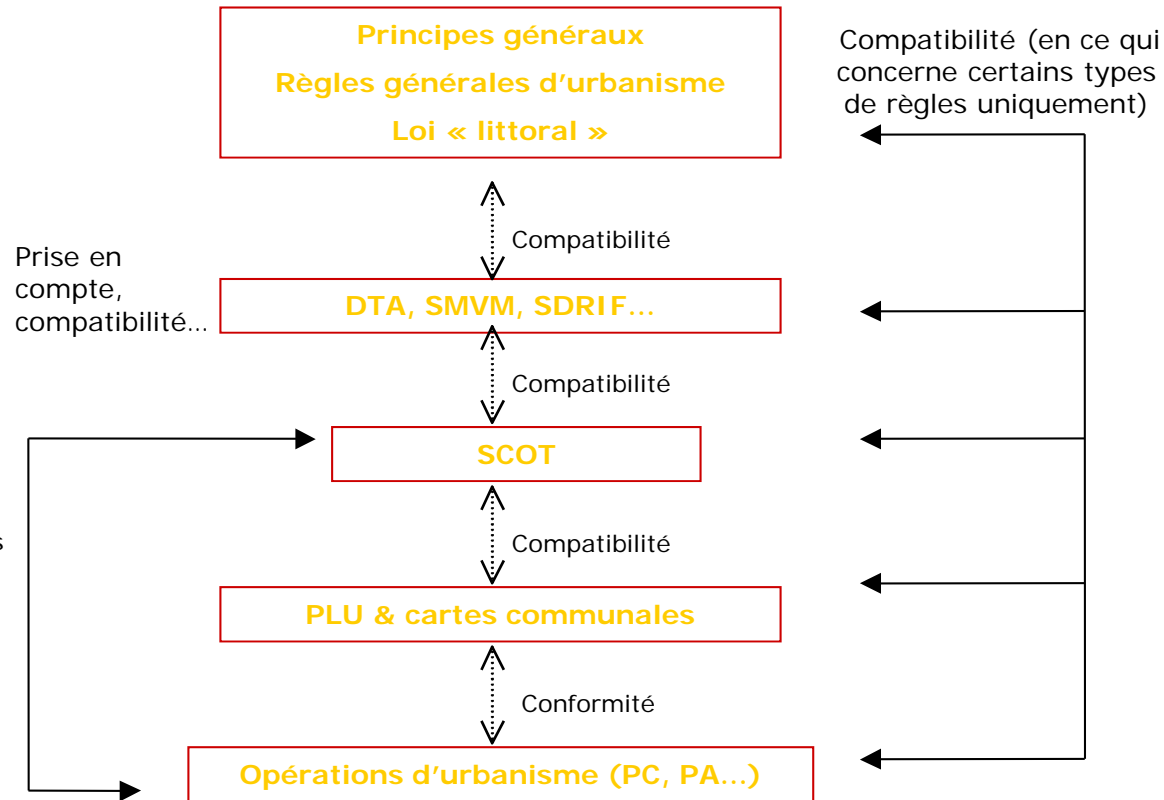 Principes généraux
Règles générales d'urbanisme
Loi « littoral »
Compatibilité (en ce qui
concerne certains types
de règles uniquement)
Compatibilité
Prise en
compte,
compatibilité…
DTA, SMVM, SDRIF…
Compatibilité
SCOT
Compatibilité
PLU & cartes communales
Conformité
Opérations d'urbanisme (PC, PA…)